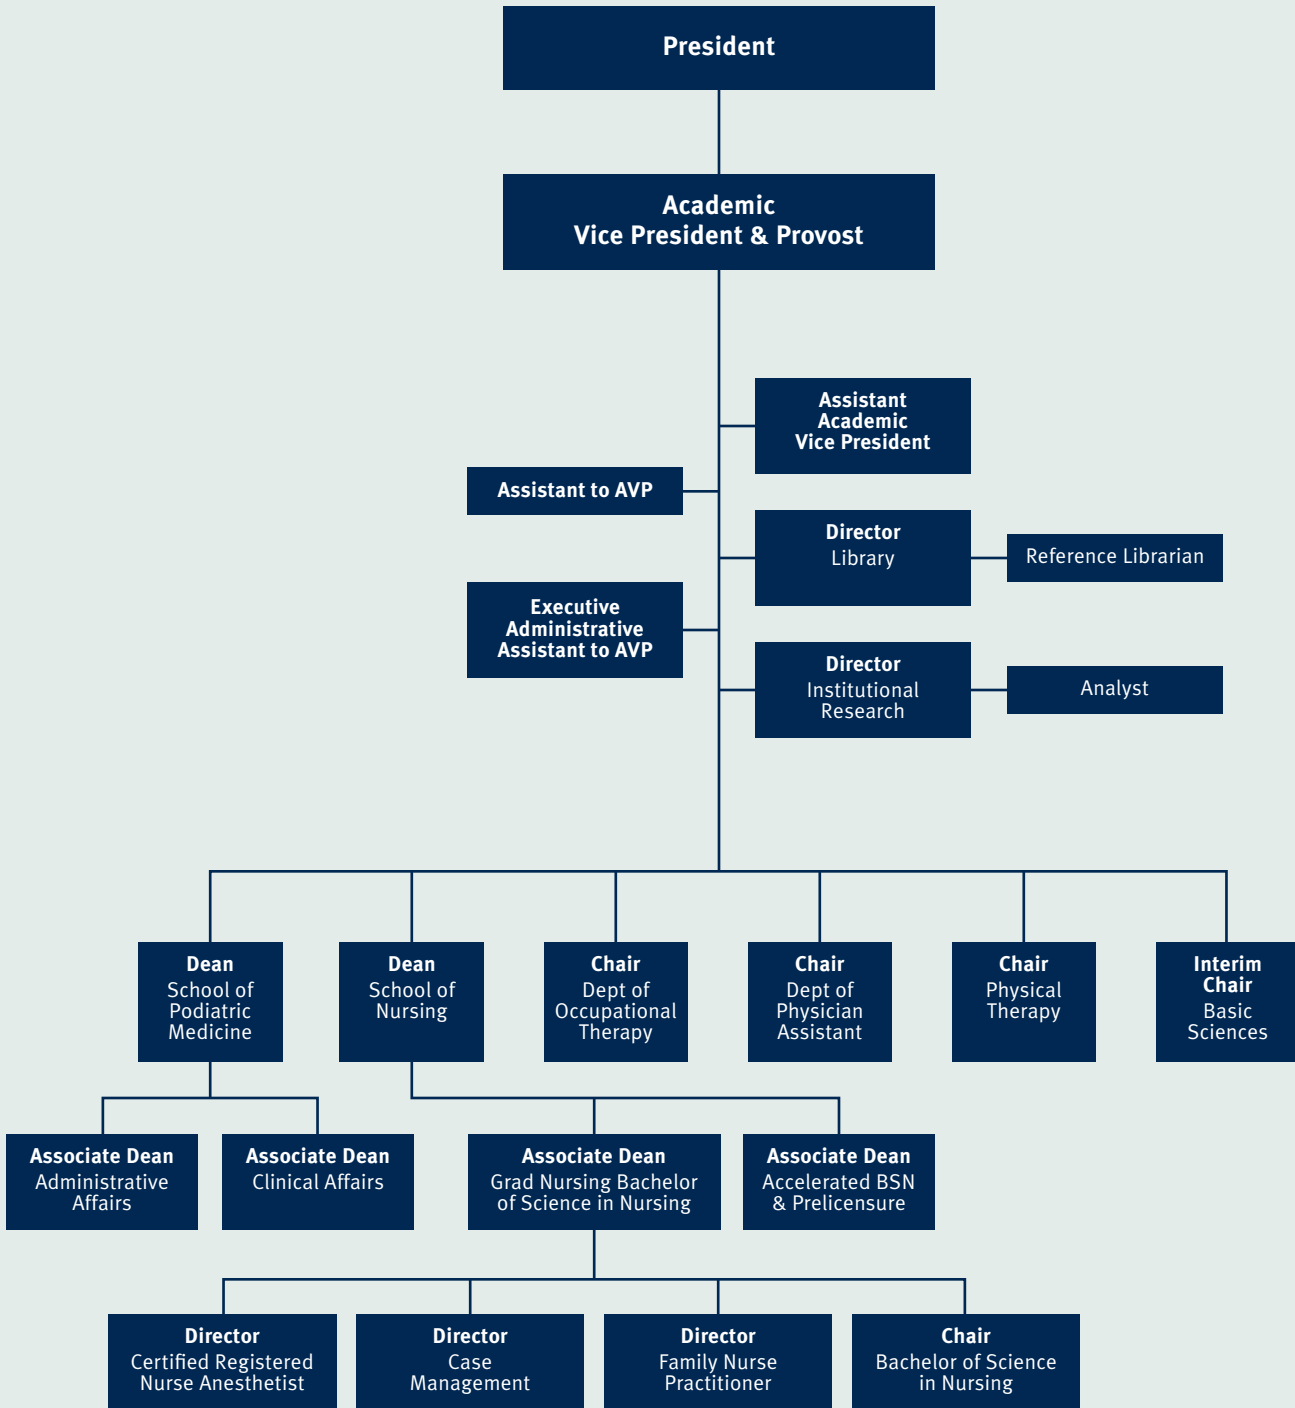 President
Academic
Vice President & Provost
Assistant
Academic
Vice President
Assistant to AVP
Director
Library
Reference Librarian
Executive
Administrative
Assistant to AVP
Director
Institutional
Research
Analyst
Dean
School of
Podiatric
Medicine
Dean
School of
Nursing
Chair
Dept of
Occupational
Therapy
Chair
Dept of
Physician
Assistant
Chair
Physical
Therapy
Interim
Chair
Basic
Sciences
Associate Dean
Administrative
Affairs
Associate Dean
Clinical Affairs
Associate Dean
Grad Nursing Bachelor
of Science in Nursing
Associate Dean
Accelerated BSN
& Prelicensure
Director
Certified Registered
Nurse Anesthetist
Director
Case
Management
Director
Family Nurse
Practitioner
Chair
Bachelor of Science
in Nursing